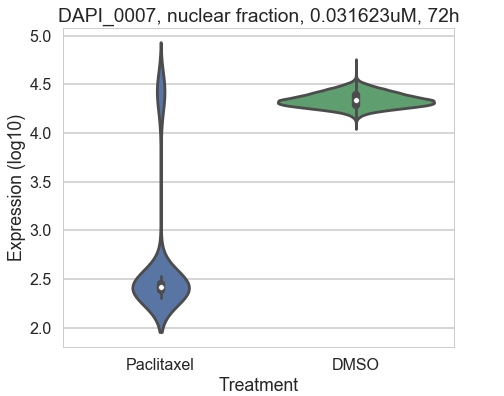 DAPI_0007, nuclear fraction, 0.031623uM, 72h
5.0
4.5
4.0
3.5
3.0
2.5
2.0
Expression (log10)
Paclitaxel DMSO
Treatment